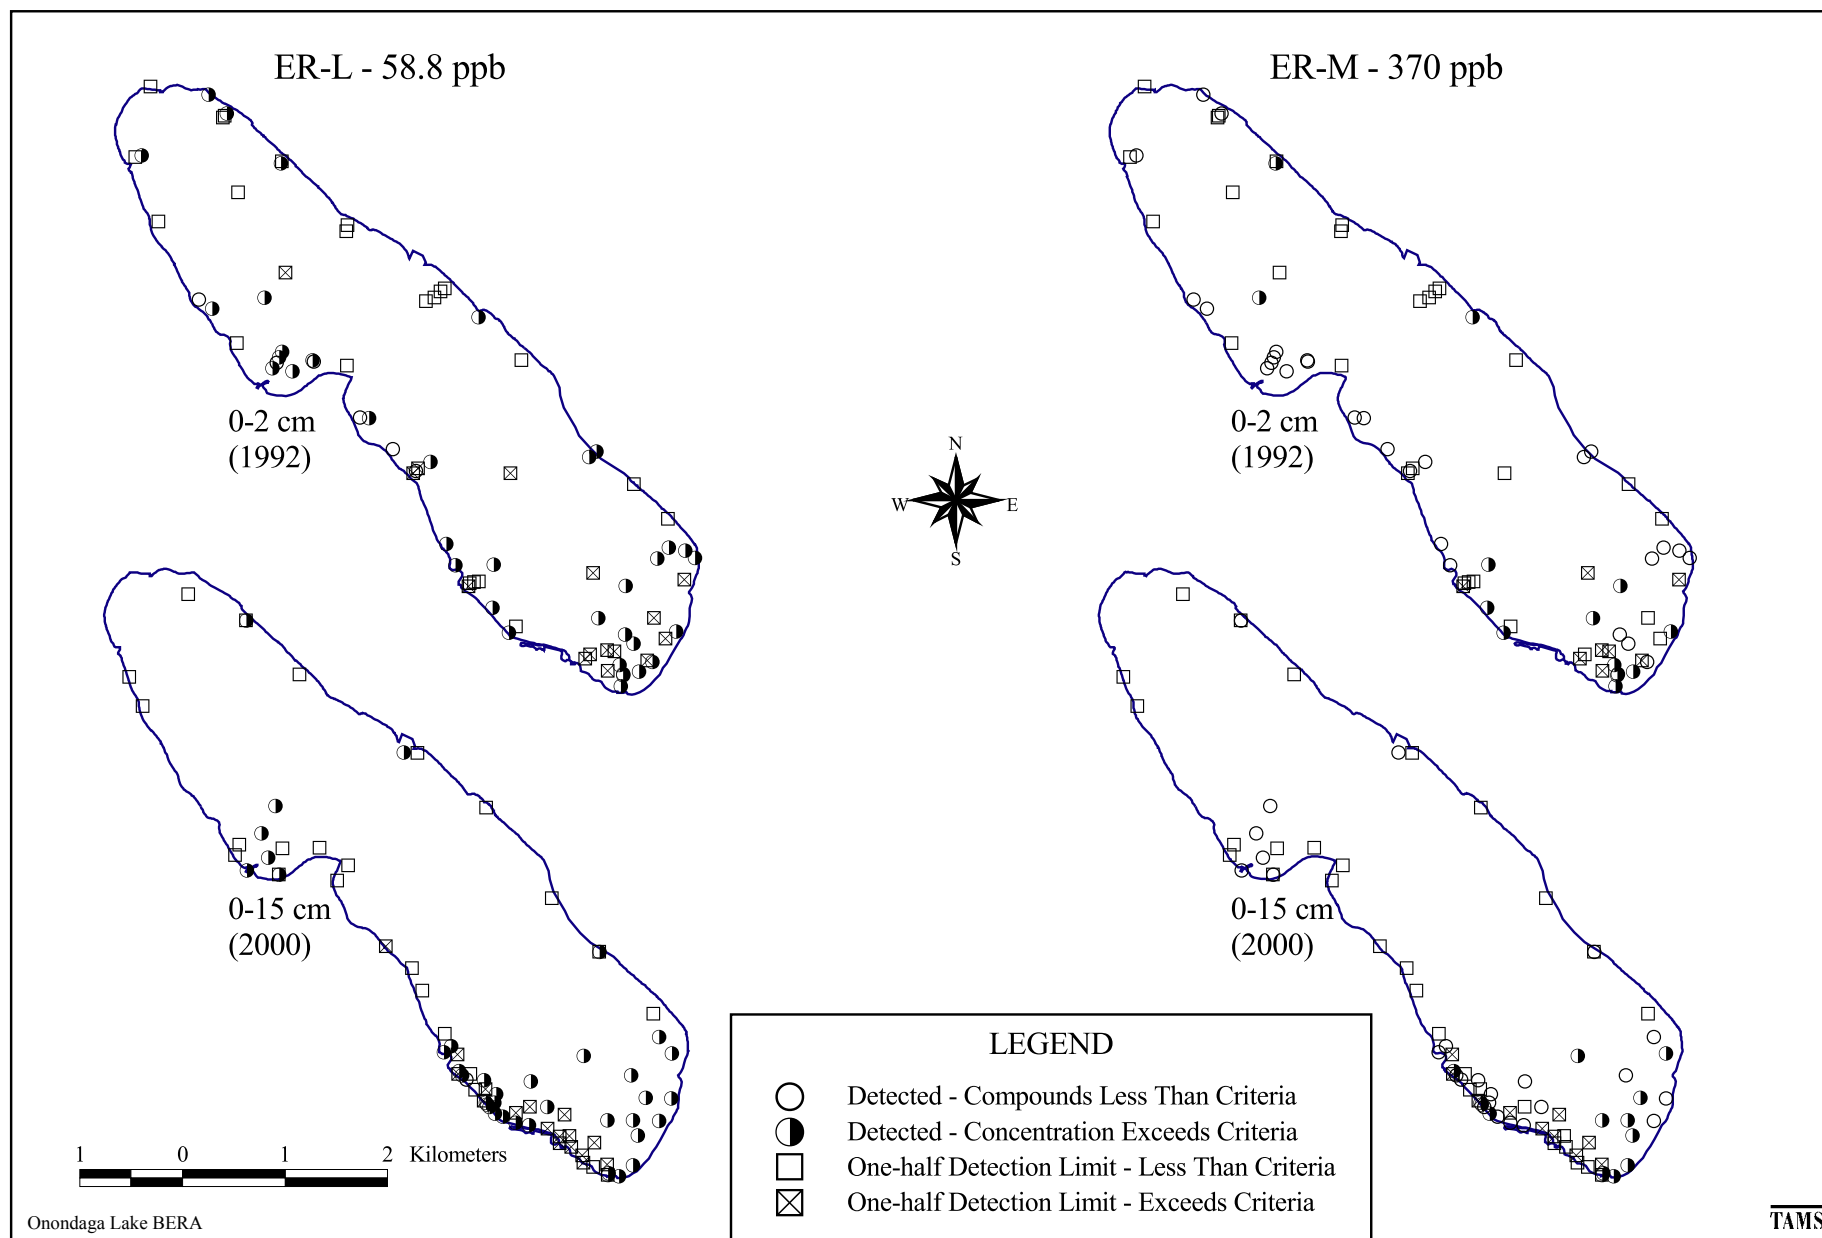 ER-L - 58.8 ppb
ER-M - 370 ppb
0-2 cm
(1992)
0-2 cm
(1992)
N
W
E
S
0-15 cm
(2000)
0-15 cm
(2000)
LEGEND
Detected - Compounds Less Than Criteria
Detected - Concentration Exceeds Criteria
One-half Detection Limit - Less Than Criteria
One-half Detection Limit - Exceeds Criteria
1 0 1 2 Kilometers
Onondaga Lake BERA
TAMS